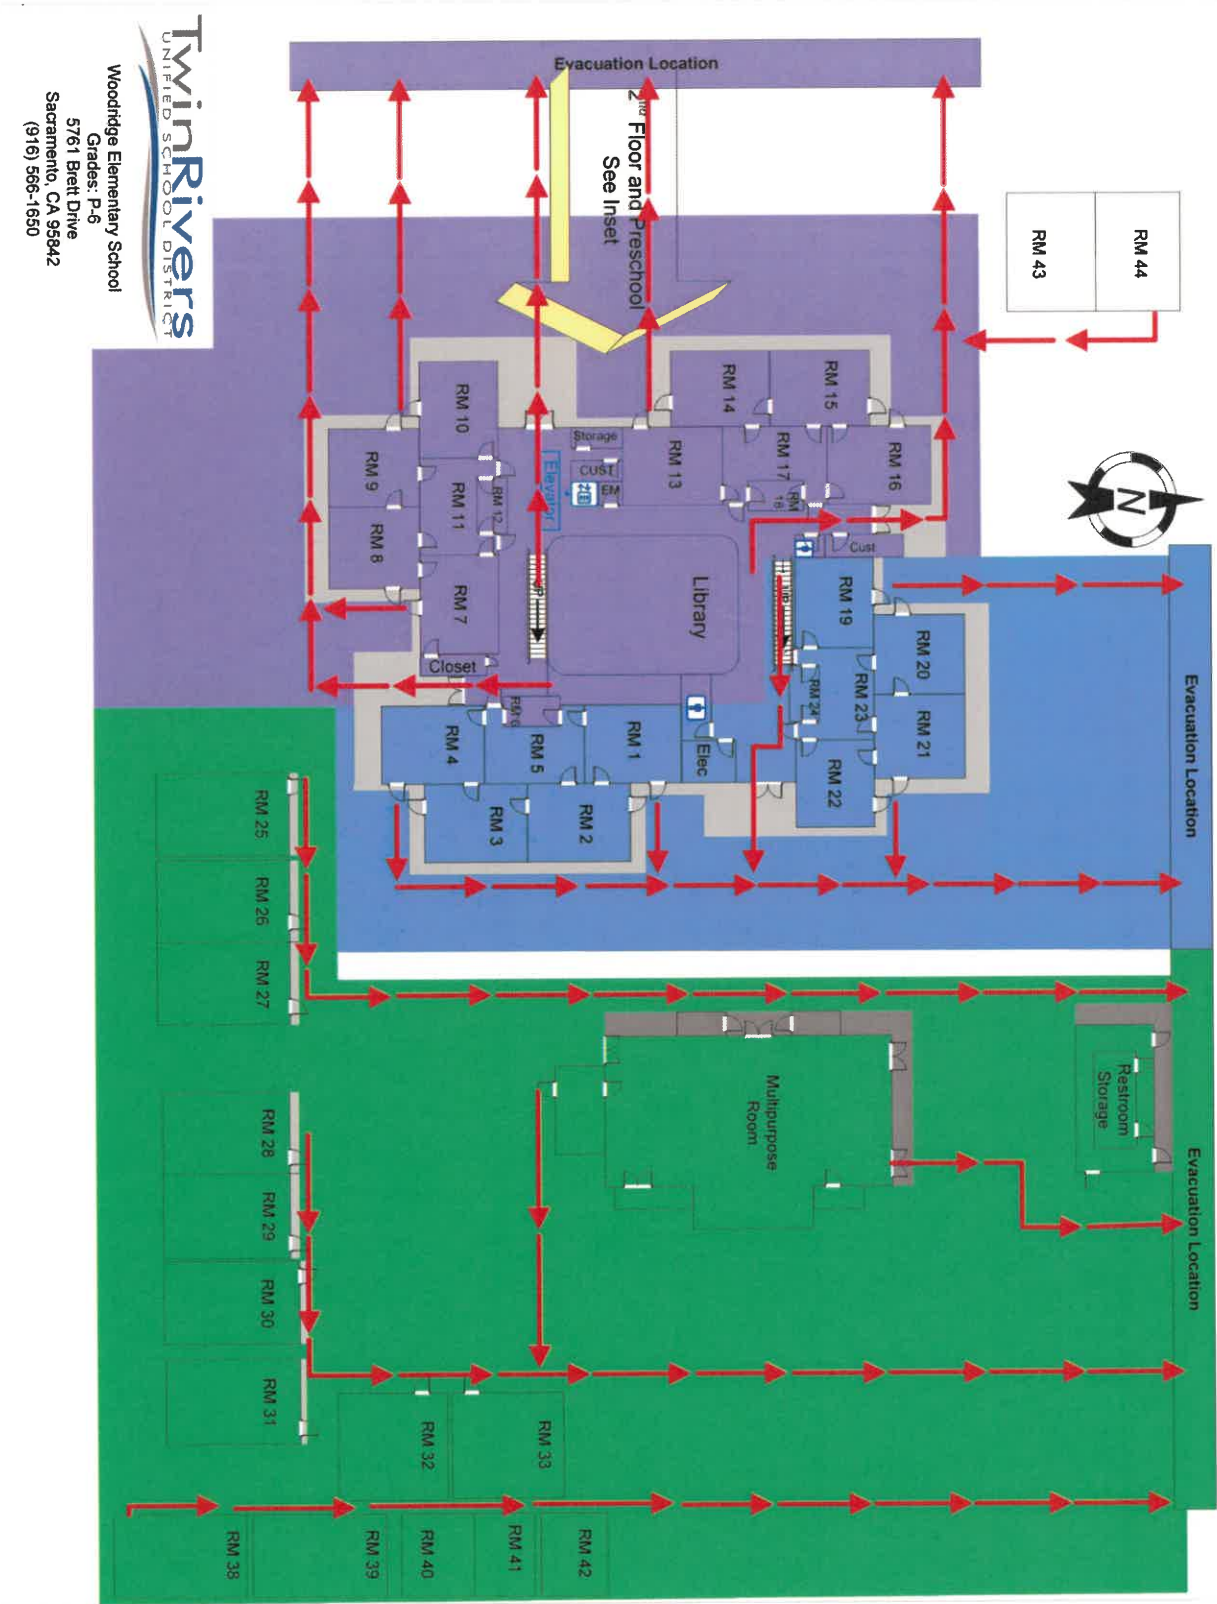 TwinRivers
UNIFIED SCHOOL DISTRICT
Woodridge Elementary School
Grades: P-6
5761 Brett Drive
Sacramento, CA 95842
(916) 566-1650
Evacuation Location
2nd Floor and Preschool
See Inset
RM 44
RM 43
N
RM 15
RM 14
RM 16
RM 17
RM 18
RM 13
Storage
CUST
EM
Elevator
RM 10
RM 9
RM 11
RM 12
RM 8
RM 7
Closet
UP
Library
UP
Cust
RM 19
RM 20
RM 21
RM 23
RM 24
RM 22
Elec
RM 1
RM 6
RM 5
RM 4
RM 3
RM 2
Evacuation Location
RM 25
RM 26
RM 27
RM 28
RM 29
RM 30
RM 31
Multipurpose
Room
Restroom
Storage
Evacuation Location
RM 33
RM 32
RM 38
RM 39
RM 40
RM 41
RM 42